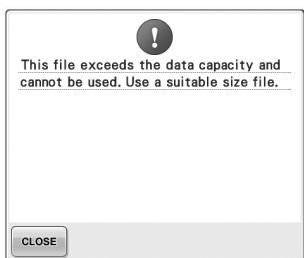 This file exceeds the data capacity and
cannot be used. Use a suitable size file.
CLOSE